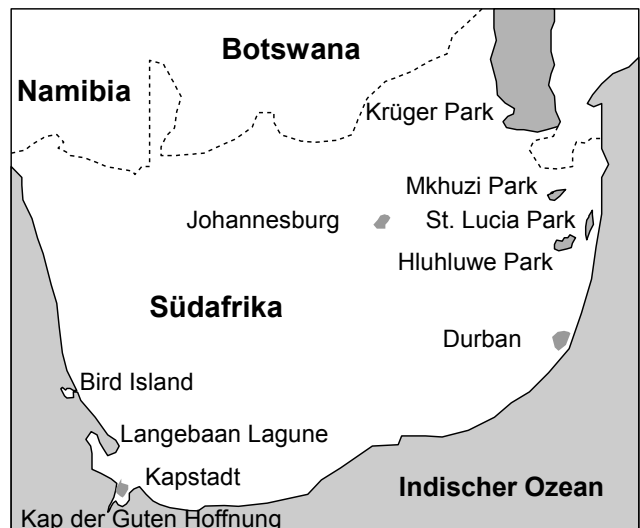 Botswana
Namibia
Krüger Park
Mkhuzi Park
Johannesburg
St. Lucia Park
Hluhluwe Park
Südafrika
Durban
Bird Island
Langebaan Lagune
Kapstadt
Indischer Ozean
Kap der Guten Hoffnung